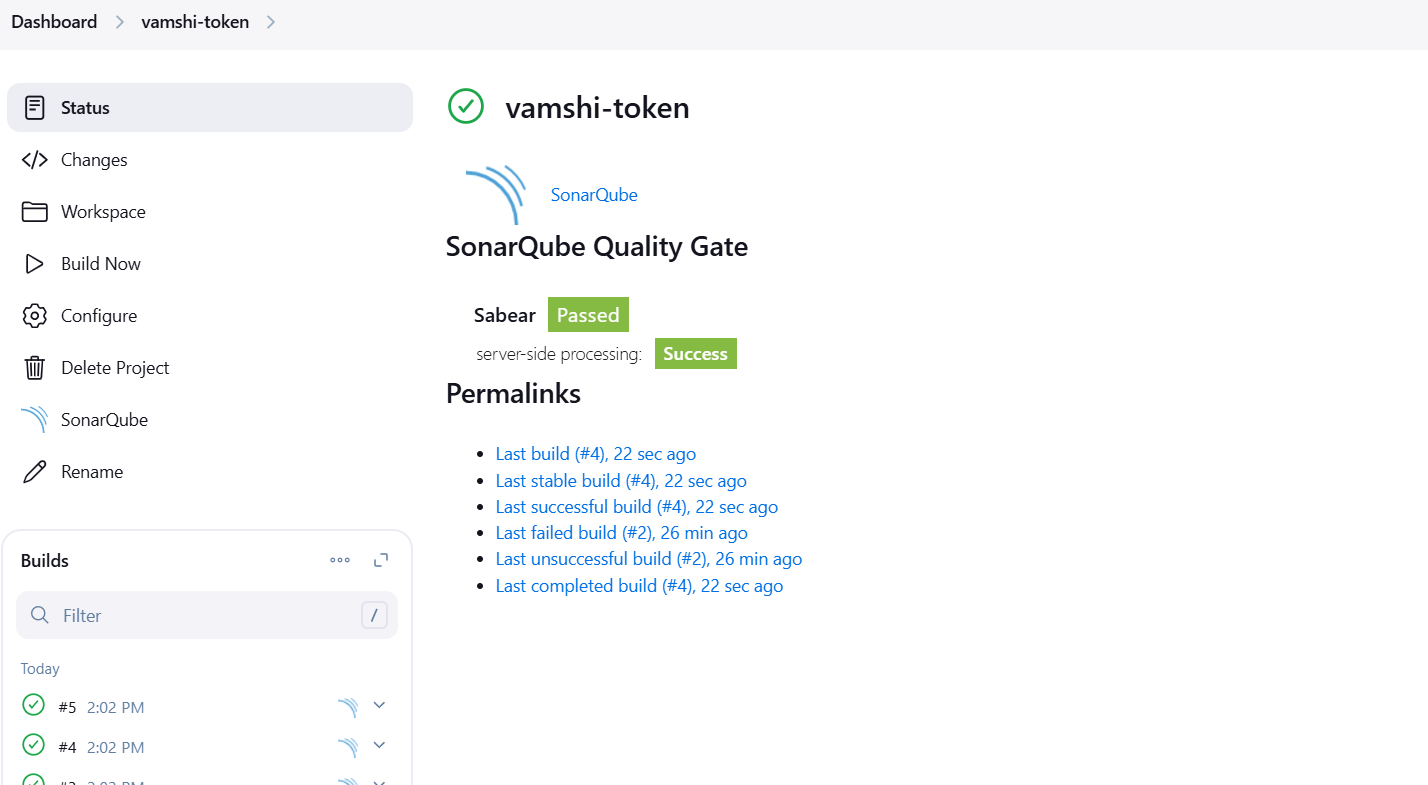 Dashboard > vamshi-token >
Status
Changes
Workspace
Build Now
Configure
Delete Project
SonarQube
Rename
Builds
Filter /
Today
#5 2:02 PM
#4 2:02 PM
vamshi-token
SonarQube
SonarQube Quality Gate
Sabear Passed
server-side processing: Success
Permalinks
Last build (#4), 22 sec ago
Last stable build (#4), 22 sec ago
Last successful build (#4), 22 sec ago
Last failed build (#2), 26 min ago
Last unsuccessful build (#2), 26 min ago
Last completed build (#4), 22 sec ago